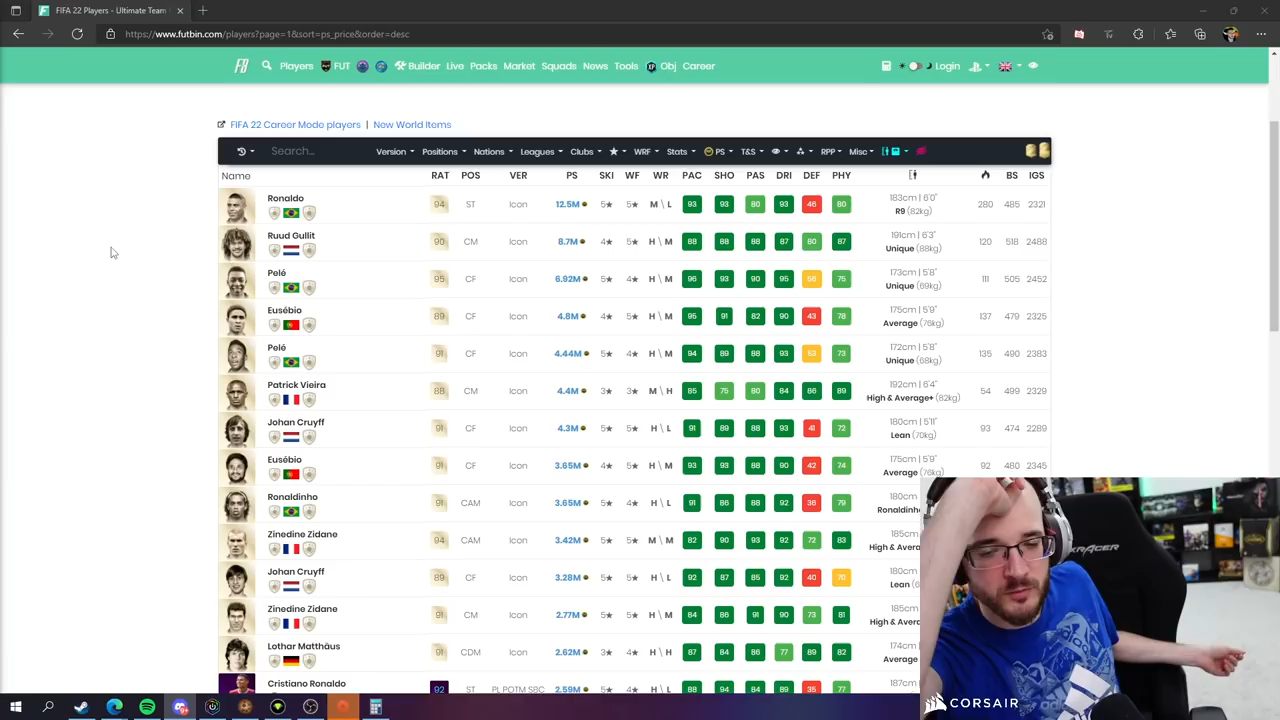 FIFA 22 Players - Ultimate Team
https://www.futbin.com/players?page=1&sort=ps_price&order=desc
FB Players FUT Builder Live Packs Market Squads News Tools Obj Career Login
FIFA 22 Career Mode players | New World Items
Search... Version Positions Nations Leagues Clubs WRF Stats PS T&S RPP Misc
Name RAT POS VER PS SKI WF WR PAC SHO PAS DRI DEF PHY BS IGS
Ronaldo 94 ST Icon 12.5M 5★ 5★ M \ L 93 93 80 93 46 80 183cm | 6'0" 280 485 2321
R9 (82kg)
Ruud Gullit 90 CM Icon 8.7M 4★ 5★ H \ M 88 88 88 87 80 87 191cm | 6'3" 120 518 2488
Unique (88kg)
Pelé 95 CF Icon 6.92M 5★ 4★ H \ M 96 93 90 95 56 75 173cm | 5'8" 111 505 2452
Unique (69kg)
Eusébio 89 CF Icon 4.8M 4★ 5★ H \ M 95 91 82 90 43 78 175cm | 5'9" 137 479 2325
Average (76kg)
Pelé 91 CF Icon 4.44M 5★ 4★ H \ M 94 89 88 93 53 73 172cm | 5'8" 135 490 2383
Unique (68kg)
Patrick Vieira 88 CM Icon 4.4M 3★ 3★ M \ H 85 75 80 84 86 89 192cm | 6'4" 54 499 2329
High & Average+ (82kg)
Johan Cruyff 91 CF Icon 4.3M 5★ 5★ H \ L 91 89 88 93 41 72 180cm | 5'11" 93 474 2289
Lean (70kg)
Eusébio 91 CF Icon 3.65M 4★ 5★ H \ M 93 93 88 90 42 74 175cm | 5'9" 92 480 2345
Average (76kg)
Ronaldinho 91 CAM Icon 3.65M 5★ 4★ H \ L 91 86 88 92 36 79 180cm
Ronaldinh
Zinedine Zidane 94 CAM Icon 3.42M 5★ 5★ M \ M 82 90 93 92 72 83 185cm
High & Avera
Johan Cruyff 89 CF Icon 3.28M 5★ 5★ H \ L 92 87 85 92 40 70 180cm
Lean (6
Zinedine Zidane 91 CM Icon 2.77M 5★ 5★ H \ M 84 86 91 90 73 81 185cm
High & Avera
Lothar Matthäus 91 CDM Icon 2.62M 3★ 4★ H \ H 87 84 86 77 89 82 174cm
Average
Cristiano Ronaldo 92 ST PL POTM SBC 2.59M 5★ 4★ H \ L 88 94 84 89 35 77 187cm
XRACER
adidas
CORSAIR